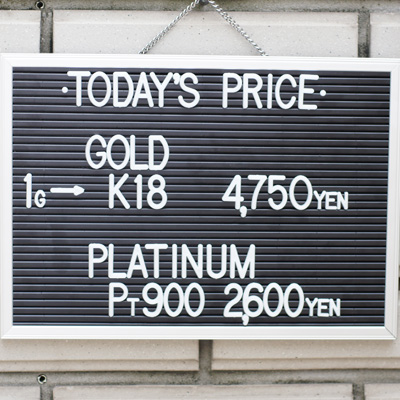 ·TODAY'S PRICE·
GOLD
1G→ K18 4,750YEN
PLATINUM
PT900 2,600YEN